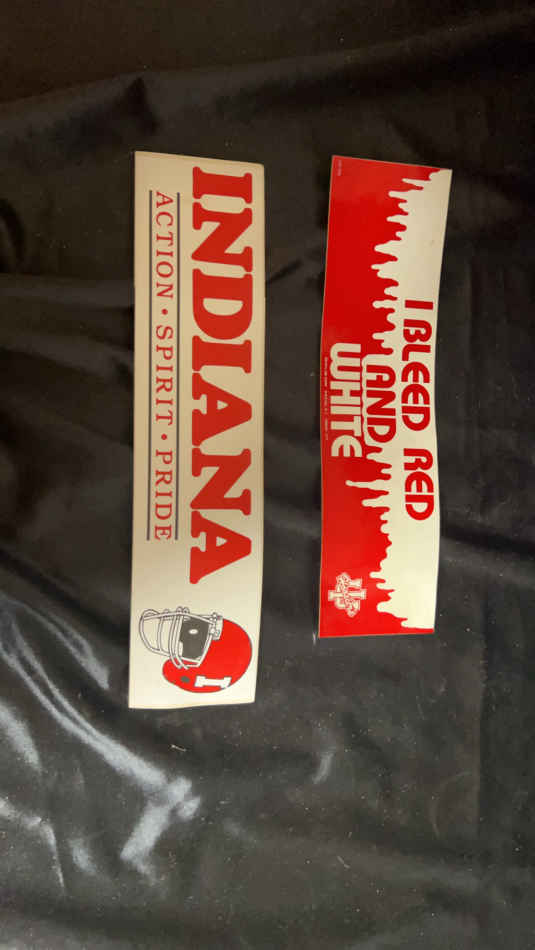 INDIANA
ACTION • SPIRIT • PRIDE
I
I BLEED RED
AND
WHITE